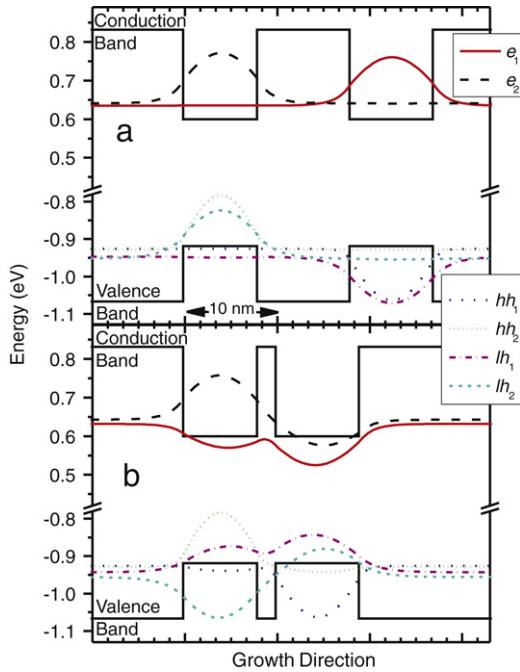 Conduction
Band
e₁
e₂
0.8
0.7
0.6
0.5
a
-0.8
-0.9
-1.0
-1.1
Valence
Band
10 nm
Energy (eV)
hh₁
hh₂
lh₁
lh₂
Conduction
Band
0.8
0.7
0.6
0.5
b
-0.8
-0.9
-1.0
-1.1
Valence
Band
Growth Direction